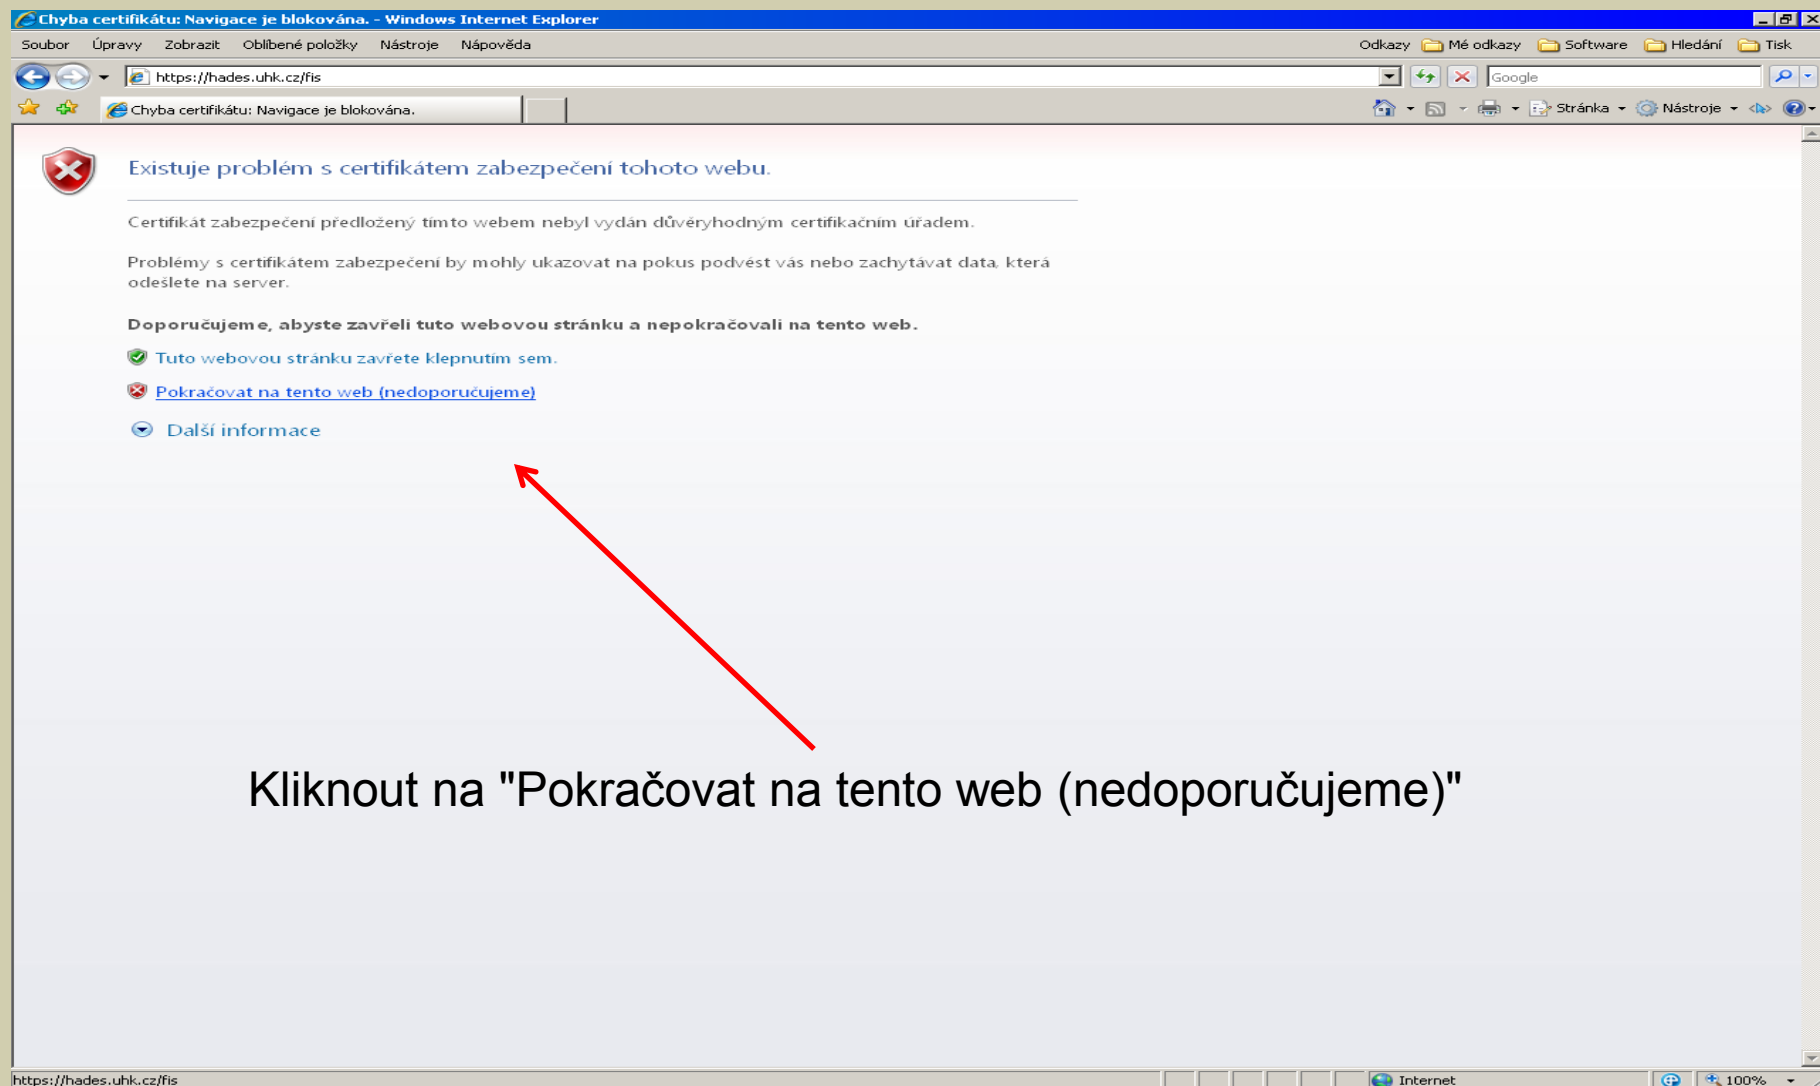 Chyba certifikátu: Navigace je blokována. - Windows Internet Explorer
Soubor Úpravy Zobrazit Oblíbené položky Nástroje Nápověda Odkazy Mé odkazy Software Hledání Tisk
https://hades.uhk.cz/fis Google
Chyba certifikátu: Navigace je blokována. Stránka Nástroje
Existuje problém s certifikátem zabezpečení tohoto webu.
Certifikát zabezpečení předložený tímto webem nebyl vydán důvěryhodným certifikačním úřadem.
Problémy s certifikátem zabezpečení by mohly ukazovat na pokus podvést vás nebo zachytávat data, která
odešlete na server.
Doporučujeme, abyste zavřeli tuto webovou stránku a nepokračovali na tento web.
Tuto webovou stránku zavřete klepnutím sem.
Pokračovat na tento web (nedoporučujeme)
Další informace
Kliknout na "Pokračovat na tento web (nedoporučujeme)"
https://hades.uhk.cz/fis Internet 100%